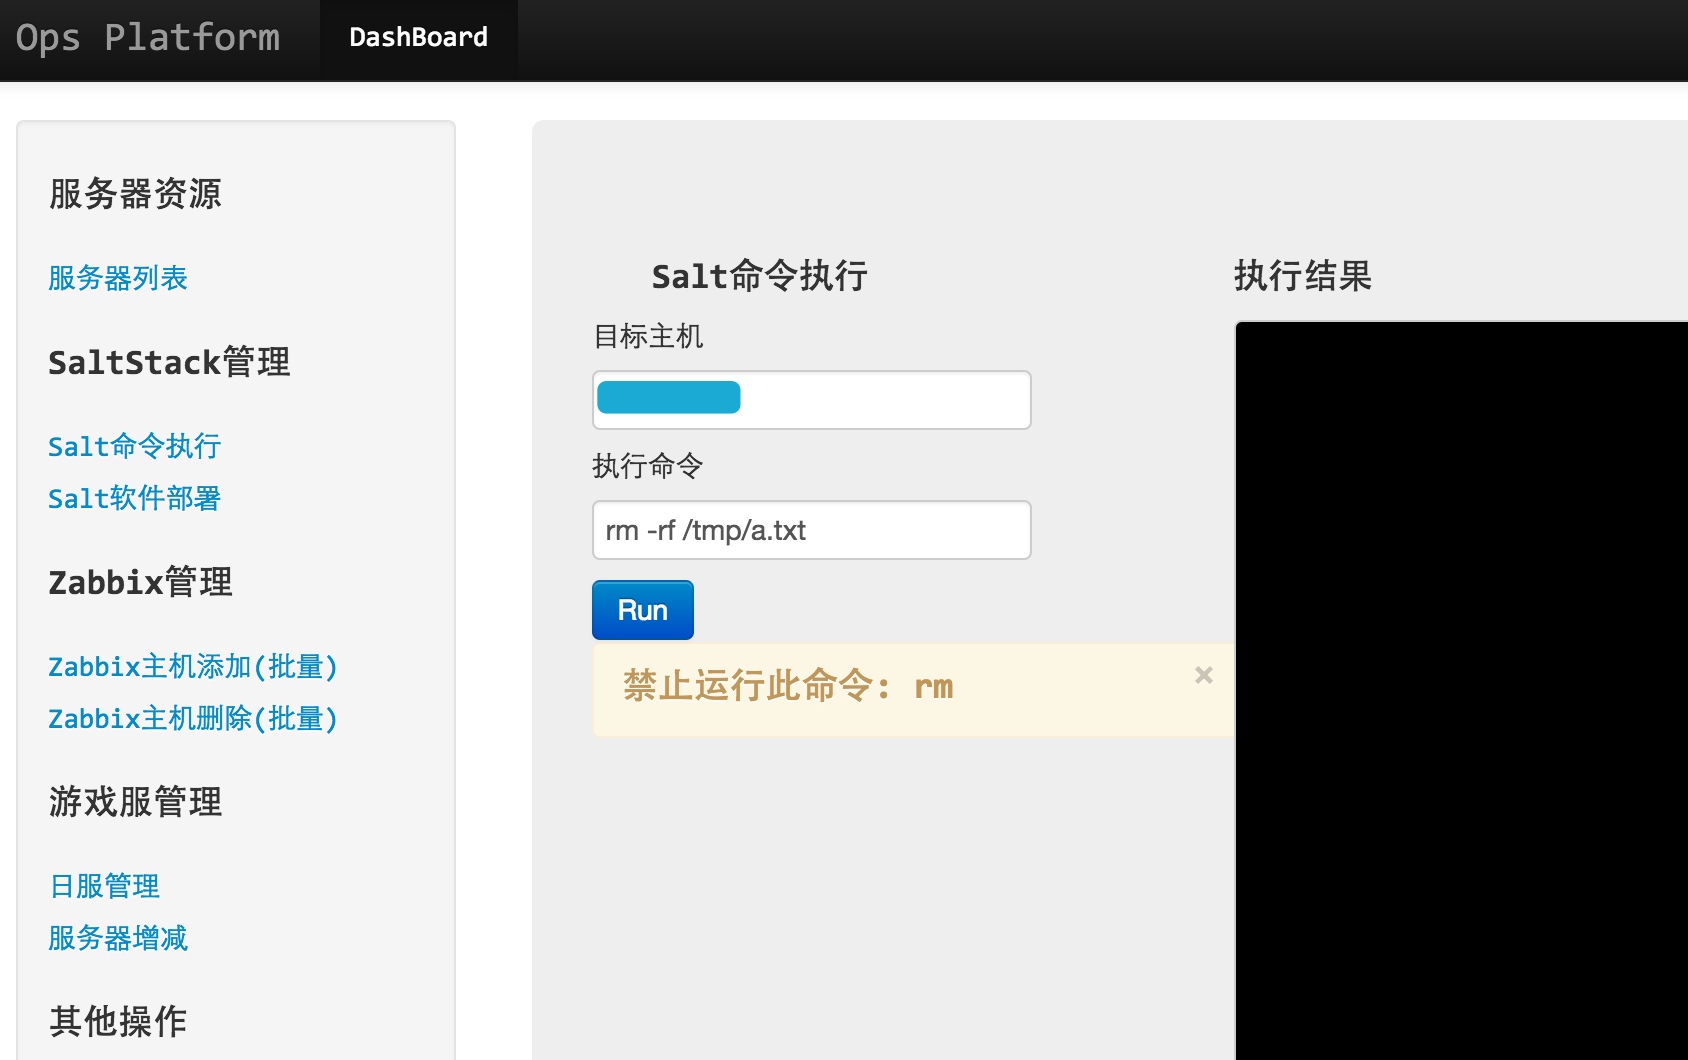 Ops Platform
DashBoard
服务器资源
服务器列表
SaltStack管理
Salt命令执行
Salt软件部署
Zabbix管理
Zabbix主机添加(批量)
Zabbix主机删除(批量)
游戏服管理
日服管理
服务器增减
其他操作
Salt命令执行
目标主机
执行命令
rm -rf /tmp/a.txt
Run
禁止运行此命令: rm
×
执行结果